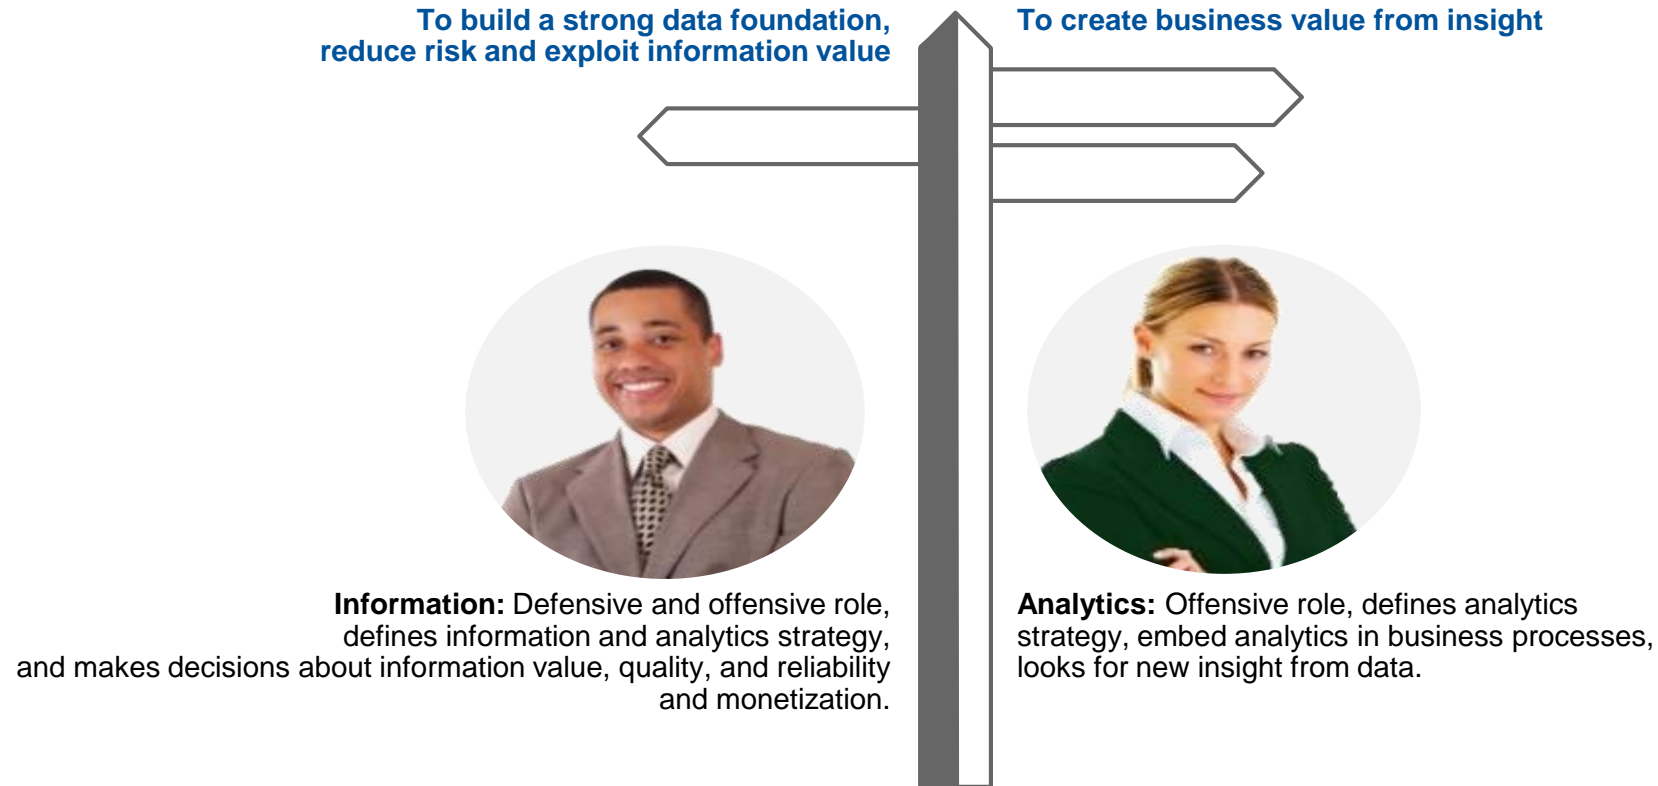 To build a strong data foundation,
reduce risk and exploit information value
To create business value from insight
Information: Defensive and offensive role,
defines information and analytics strategy,
and makes decisions about information value, quality, and reliability
and monetization.
Analytics: Offensive role, defines analytics
strategy, embed analytics in business processes,
looks for new insight from data.